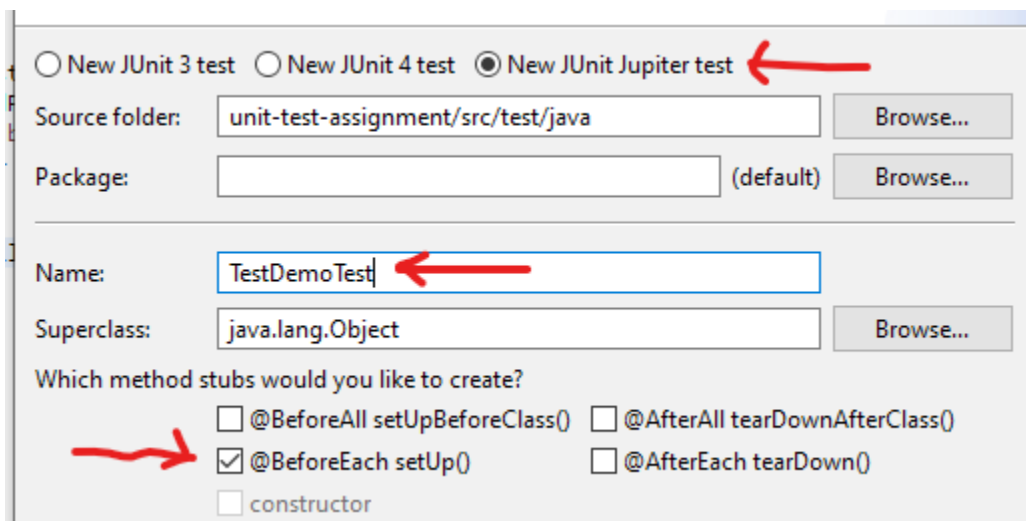 New JUnit 3 test New JUnit 4 test New JUnit Jupiter test
Source folder: unit-test-assignment/src/test/java Browse...
Package: (default) Browse...
Name: TestDemoTest
Superclass: java.lang.Object Browse...
Which method stubs would you like to create?
@BeforeAll setUpBeforeClass() @AfterAll tearDownAfterClass()
@BeforeEach setUp() @AfterEach tearDown()
constructor